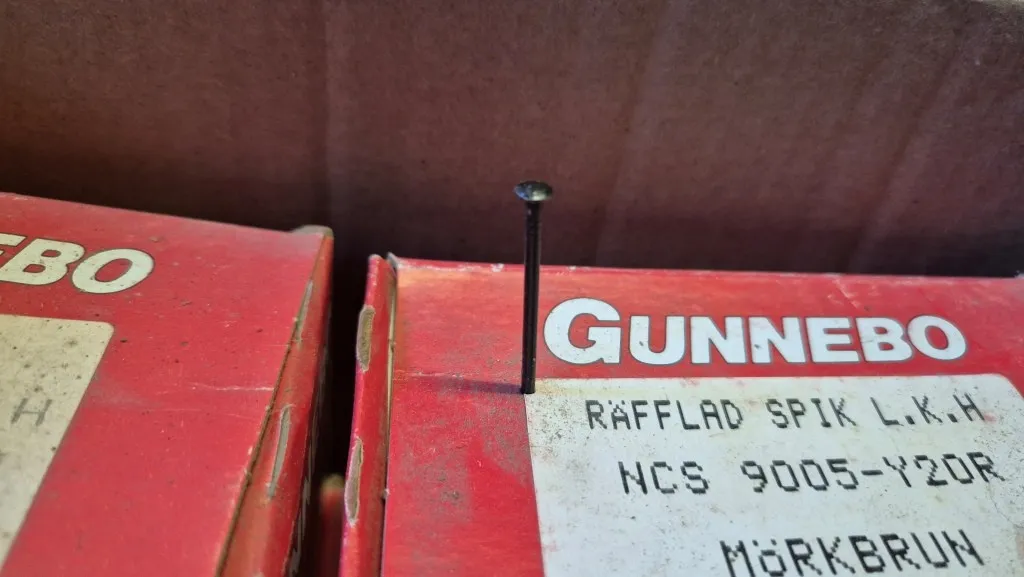 EBO
H
GUNNEBO
RÄFFLAD SPIK L.K.H
NCS 9005-Y20R
MÖRKBRUN